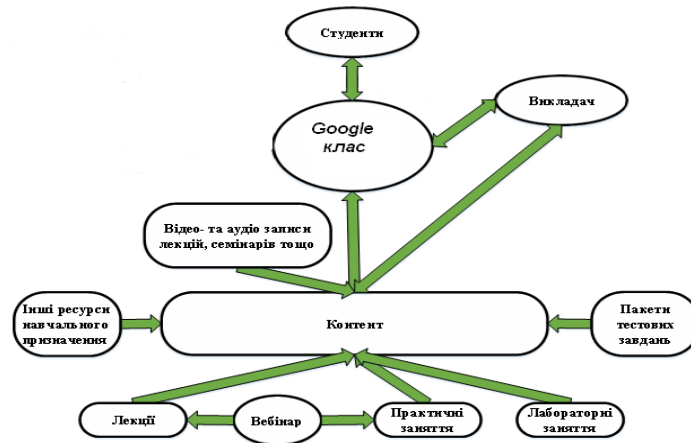 Студенти
Google
клас
Викладач
Відео- та аудіо записи
лекцій, семінарів тощо
Інші ресурси
навчального
призначення
Контент
Пакети
тестових
завдань
Лекції
Вебінар
Практичні
заняття
Лабораторні
заняття